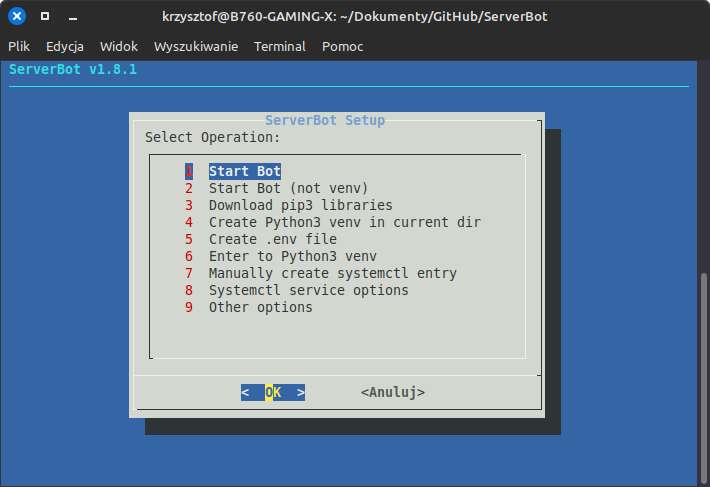 krzysztof@B760-GAMING-X: ~/Dokumenty/GitHub/ServerBot
Plik Edycja Widok Wyszukiwanie Terminal Pomoc
ServerBot v1.8.1
ServerBot Setup
Select Operation:
1 Start Bot
2 Start Bot (not venv)
3 Download pip3 libraries
4 Create Python3 venv in current dir
5 Create .env file
6 Enter to Python3 venv
7 Manually create systemctl entry
8 Systemctl service options
9 Other options
< OK > <Anuluj>